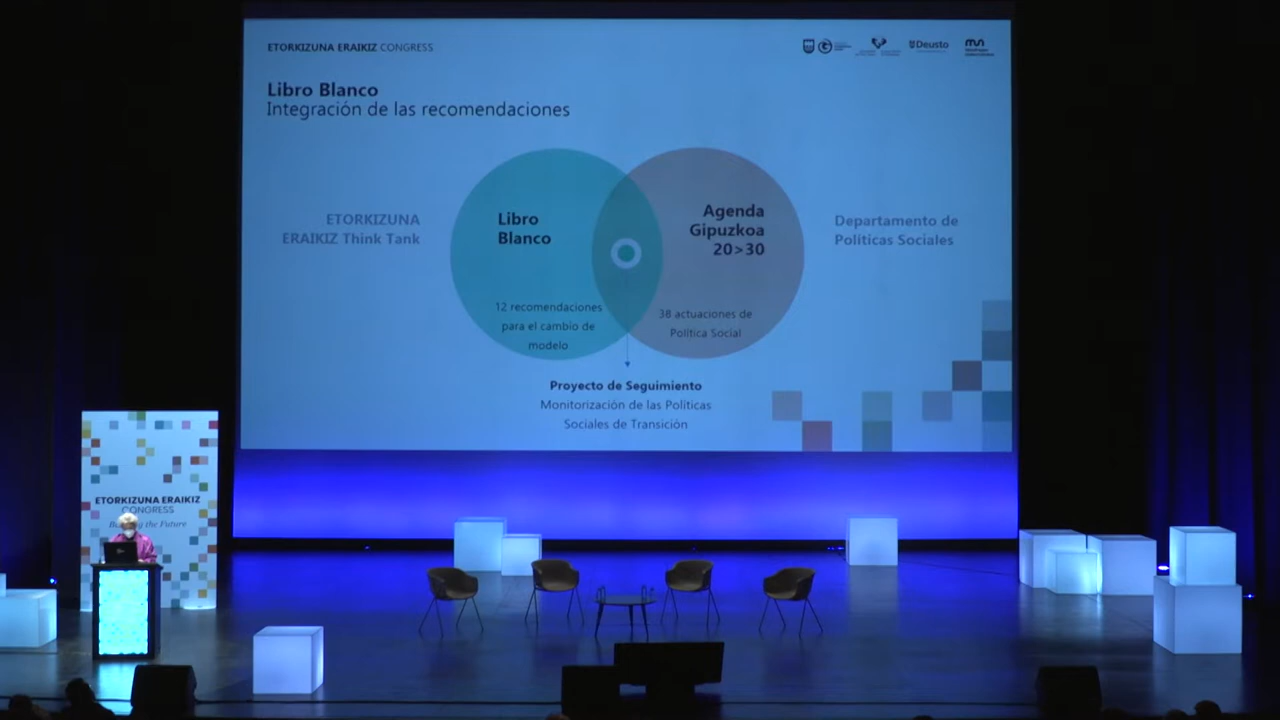 ETORKIZUNA ERAIKIZ CONGRESS
Deusto
Libro Blanco
Integración de las recomendaciones
ETORKIZUNA
ERAIKIZ Think Tank
Libro
Blanco
12 recomendaciones
para el cambio de
modelo
Agenda
Gipuzkoa
20>30
38 actuaciones de
Política Social
Departamento de
Políticas Sociales
Proyecto de Seguimiento
Monitorización de las Políticas
Sociales de Transición
ETORKIZUNA ERAIKIZ
CONGRESS
the Future